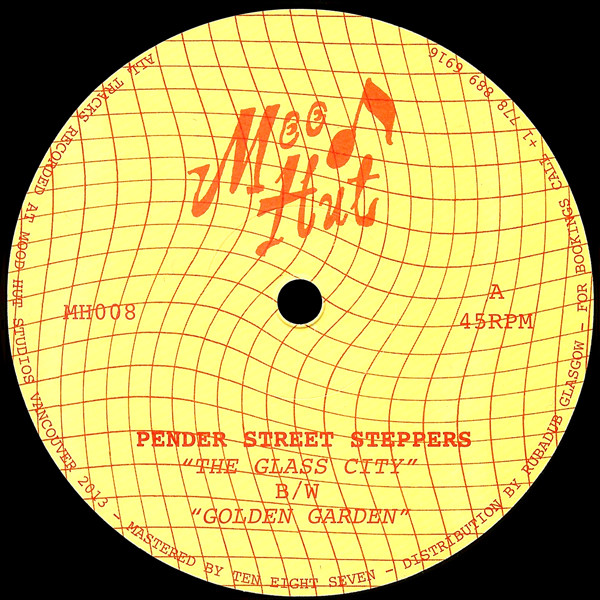 Mood
Hut
MH008
A
45RPM
PENDER STREET STEPPERS
"THE GLASS CITY"
B/W
"GOLDEN GARDEN"
ALL TRACKS RECORDED AT MOOD HUT STUDIOS VANCOUVER 2013 - MASTERED BY TEN EIGHT SEVEN - DISTRIBUTION BY RUBADUB GLASGOW - FOR BOOKINGS CALL +1 778 889 6916